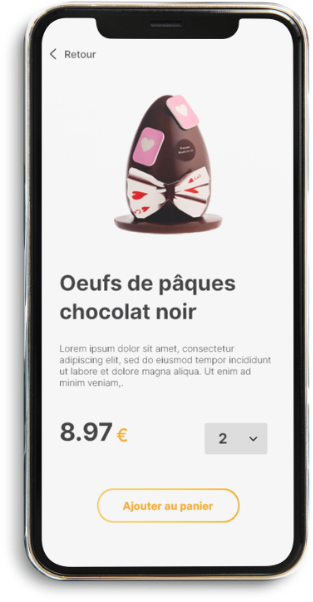 Retour
Oeufs de pâques
chocolat noir
Lorem ipsum dolor sit amet, consectetur
adipiscing elit, sed do eiusmod tempor incididunt
ut labore et dolore magna aliqua. Ut enim ad
minim veniam,.
8.97 €
2
Ajouter au panier